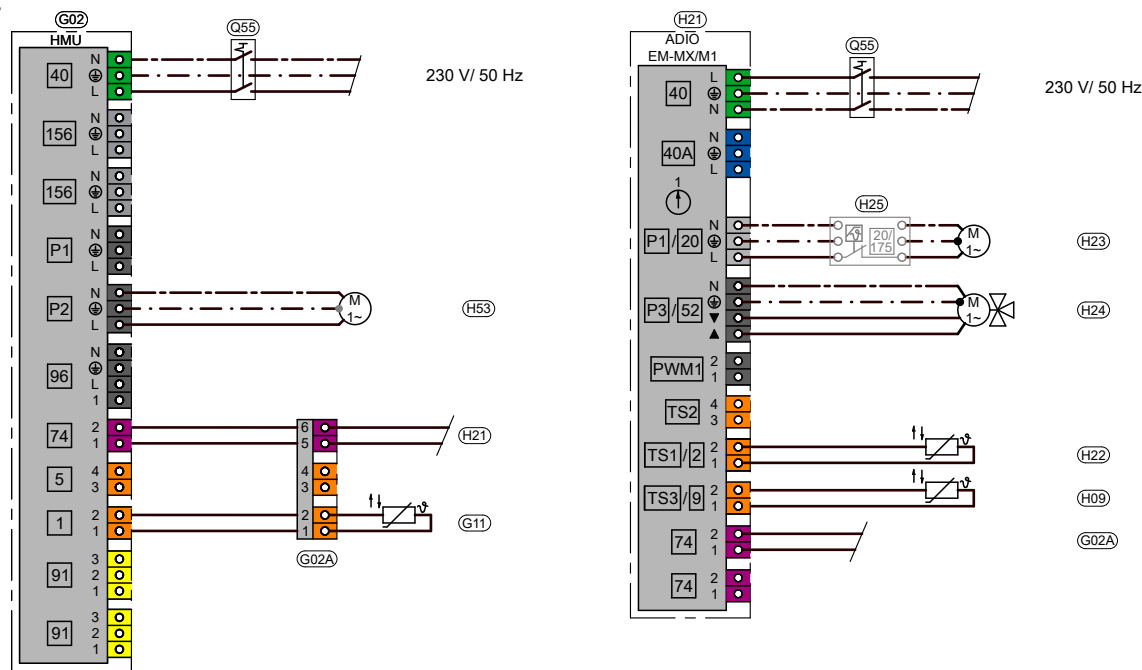 G02
HMU
40
N
L
Q55
230 V/ 50 Hz
156
N
L
156
N
L
P1
N
L
P2
N
L
M
1~
H53
96
N
L
1
74
2
1
6
5
H21
5
4
3
4
3
1
2
1
2
1
ϑ
G11
G02A
91
3
2
1
91
3
2
1
H21
ADIO
EM-MX/M1
40
L
N
Q55
230 V/ 50 Hz
40A
N
L
1
H25
P1/20
N
L
ϑ
20/
175
M
1~
H23
P3/52
N
▼
▲
M
1~
H24
PWM1
2
1
TS2
4
3
TS1/2
2
1
ϑ
H22
TS3/9
2
1
ϑ
H09
74
2
1
G02A
74
2
1